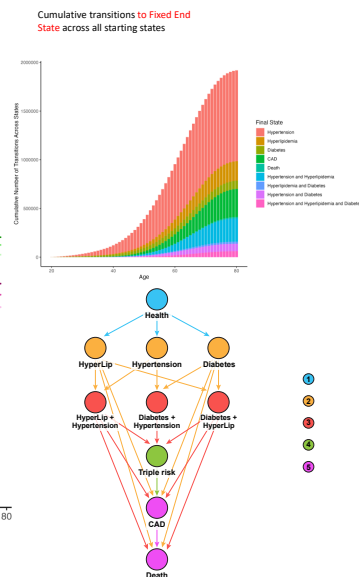 Cumulative transitions to Fixed End
State across all starting states
Cumulative Number of Transitions Across States
2000000
1500000
1000000
500000
0
20
40
60
80
Age
Final State
Hypertension
Hyperlipidemia
Diabetes
CAD
Death
Hypertension and Hyperlipidemia
Hyperlipidemia and Diabetes
Hypertension and Diabetes
Hypertension and Hyperlipidemia and Diabete
Health
HyperLip
Hypertension
Diabetes
HyperLip +
Hypertension
Diabetes +
Hypertension
Diabetes +
HyperLip
Triple risk
CAD
Death
1
2
3
4
5
80